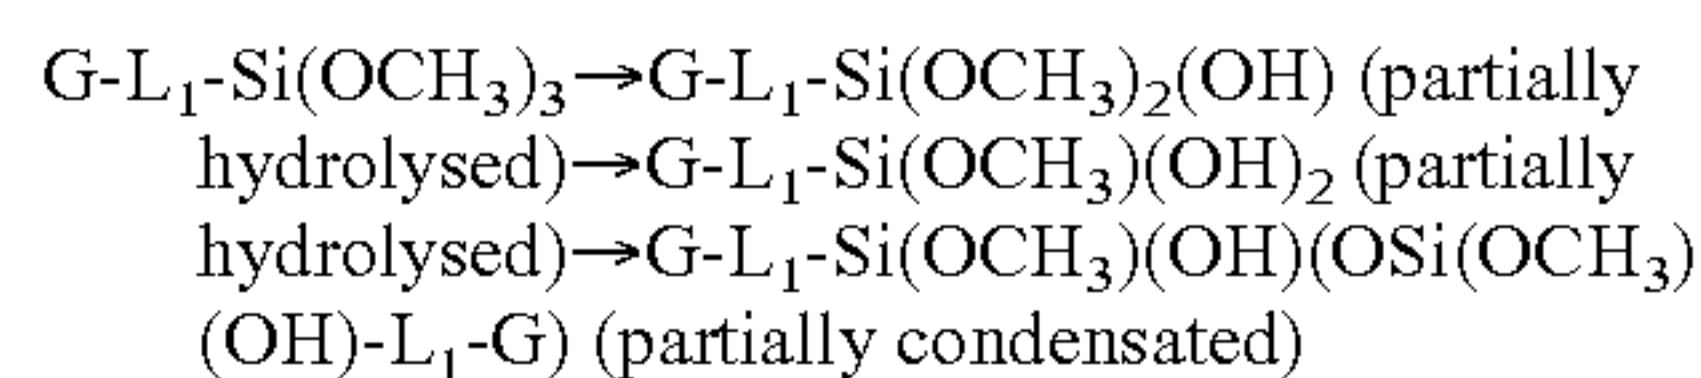 G-L₁-Si(OCH₃)₃→G-L₁-Si(OCH₃)₂(OH) (partially
hydrolysed)→G-L₁-Si(OCH₃)(OH)₂ (partially
hydrolysed)→G-L₁-Si(OCH₃)(OH)(OSi(OCH₃)
(OH)-L₁-G) (partially condensated)